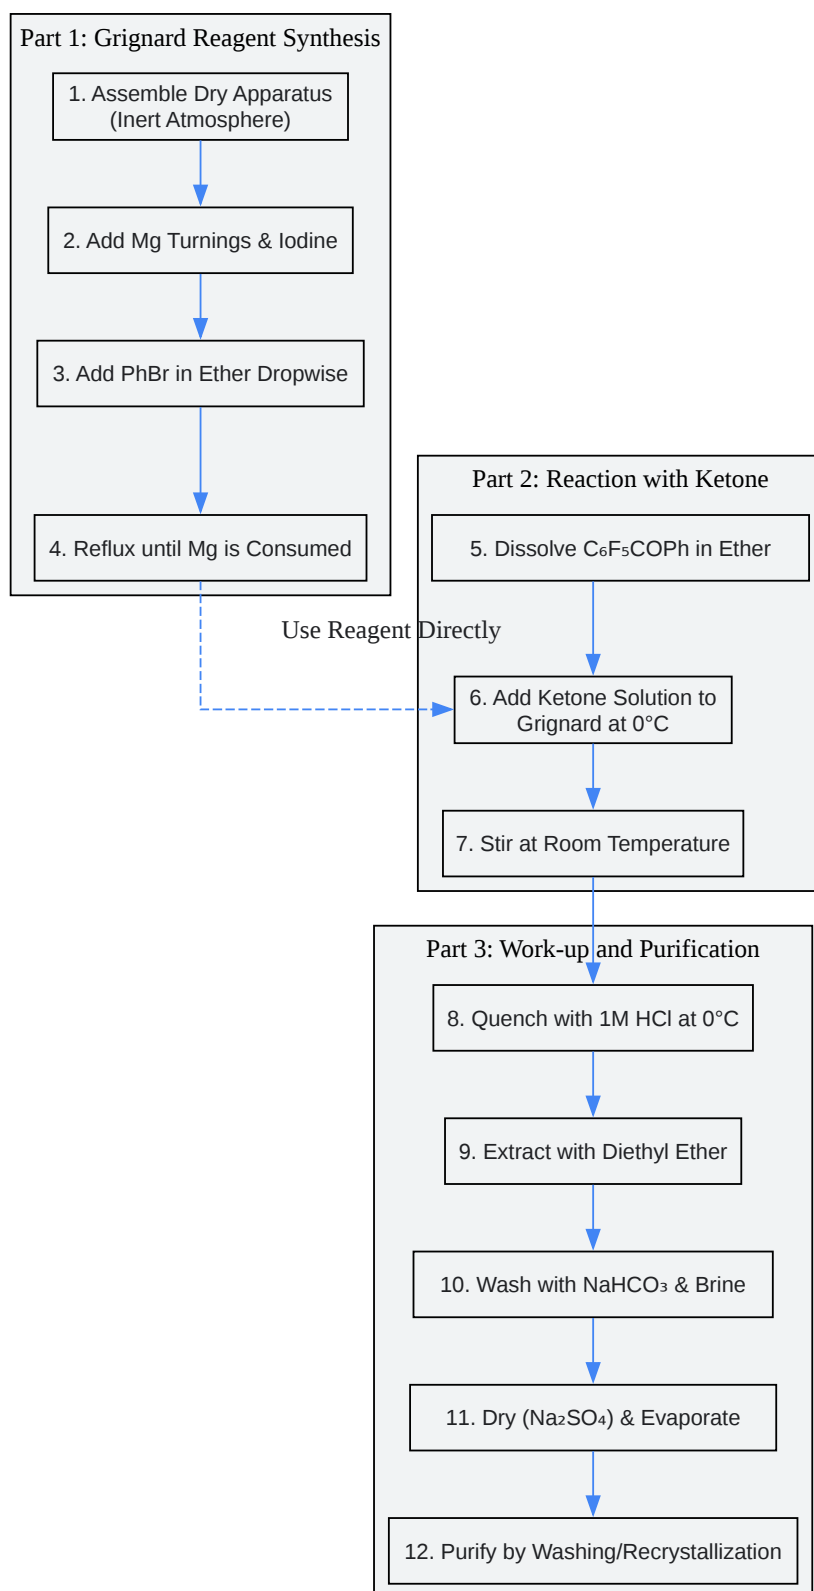 Part 1: Grignard Reagent Synthesis
1. Assemble Dry Apparatus
(Inert Atmosphere)
2. Add Mg Turnings & Iodine
3. Add PhBr in Ether Dropwise
4. Reflux until Mg is Consumed
Use Reagent Directly
Part 2: Reaction with Ketone
5. Dissolve C₆F₅COPh in Ether
6. Add Ketone Solution to
Grignard at 0°C
7. Stir at Room Temperature
Part 3: Work-up and Purification
8. Quench with 1M HCl at 0°C
9. Extract with Diethyl Ether
10. Wash with NaHCO₃ & Brine
11. Dry (Na₂SO₄) & Evaporate
12. Purify by Washing/Recrystallization